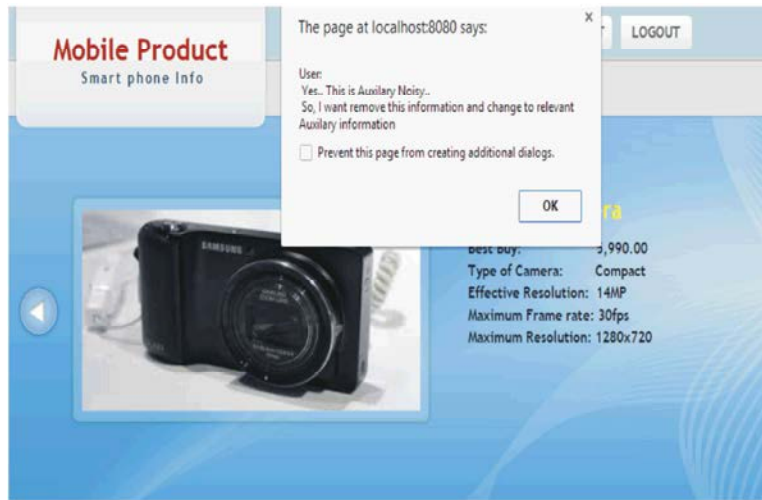 Mobile Product
Smart phone Info
LOGOUT
The page at localhost:8080 says:
x
User:
Yes.. This is Auxilary Noisy..
So, I want remove this information and change to relevant
Auxilary information
Prevent this page from creating additional dialogs.
OK
ra
Best Buy: 5,990.00
Type of Camera: Compact
Effective Resolution: 14MP
Maximum Frame rate: 30fps
Maximum Resolution: 1280x720
SAMSUNG